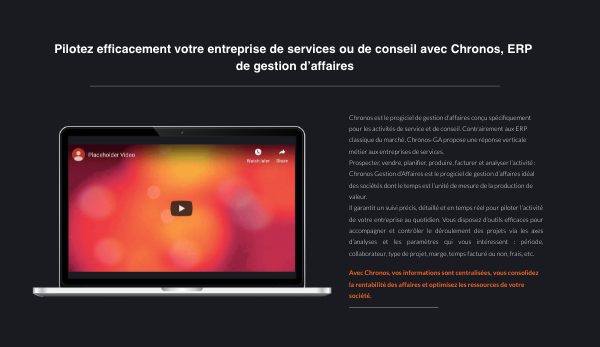 Pilotez efficacement votre entreprise de services ou de conseil avec Chronos, ERP
de gestion d'affaires
Placeholder Video
Watch later
Share
Chronos est le progiciel de gestion d'affaires conçu spécifiquement
pour les activités de service et de conseil. Contrairement aux ERP
classique du marché, Chronos-GA propose une réponse verticale
métier aux entreprises de services.
Prospecter, vendre, planifier, produire, facturer et analyser l'activité :
Chronos Gestion d'Affaires est le progiciel de gestion d'affaires idéal
des sociétés dont le temps est l'unité de mesure de la production de
valeur.
Il garantit un suivi précis, détaillé et en temps réel pour piloter l'activité
de votre entreprise au quotidien. Vous disposez d'outils efficaces pour
accompagner et contrôler le déroulement des projets via les axes
d'analyses et les paramètres qui vous intéressent : période,
collaborateur, type de projet, marge, temps facturé ou non, frais, etc.
Avec Chronos, vos informations sont centralisées, vous consolidez
la rentabilité des affaires et optimisez les ressources de votre
société.